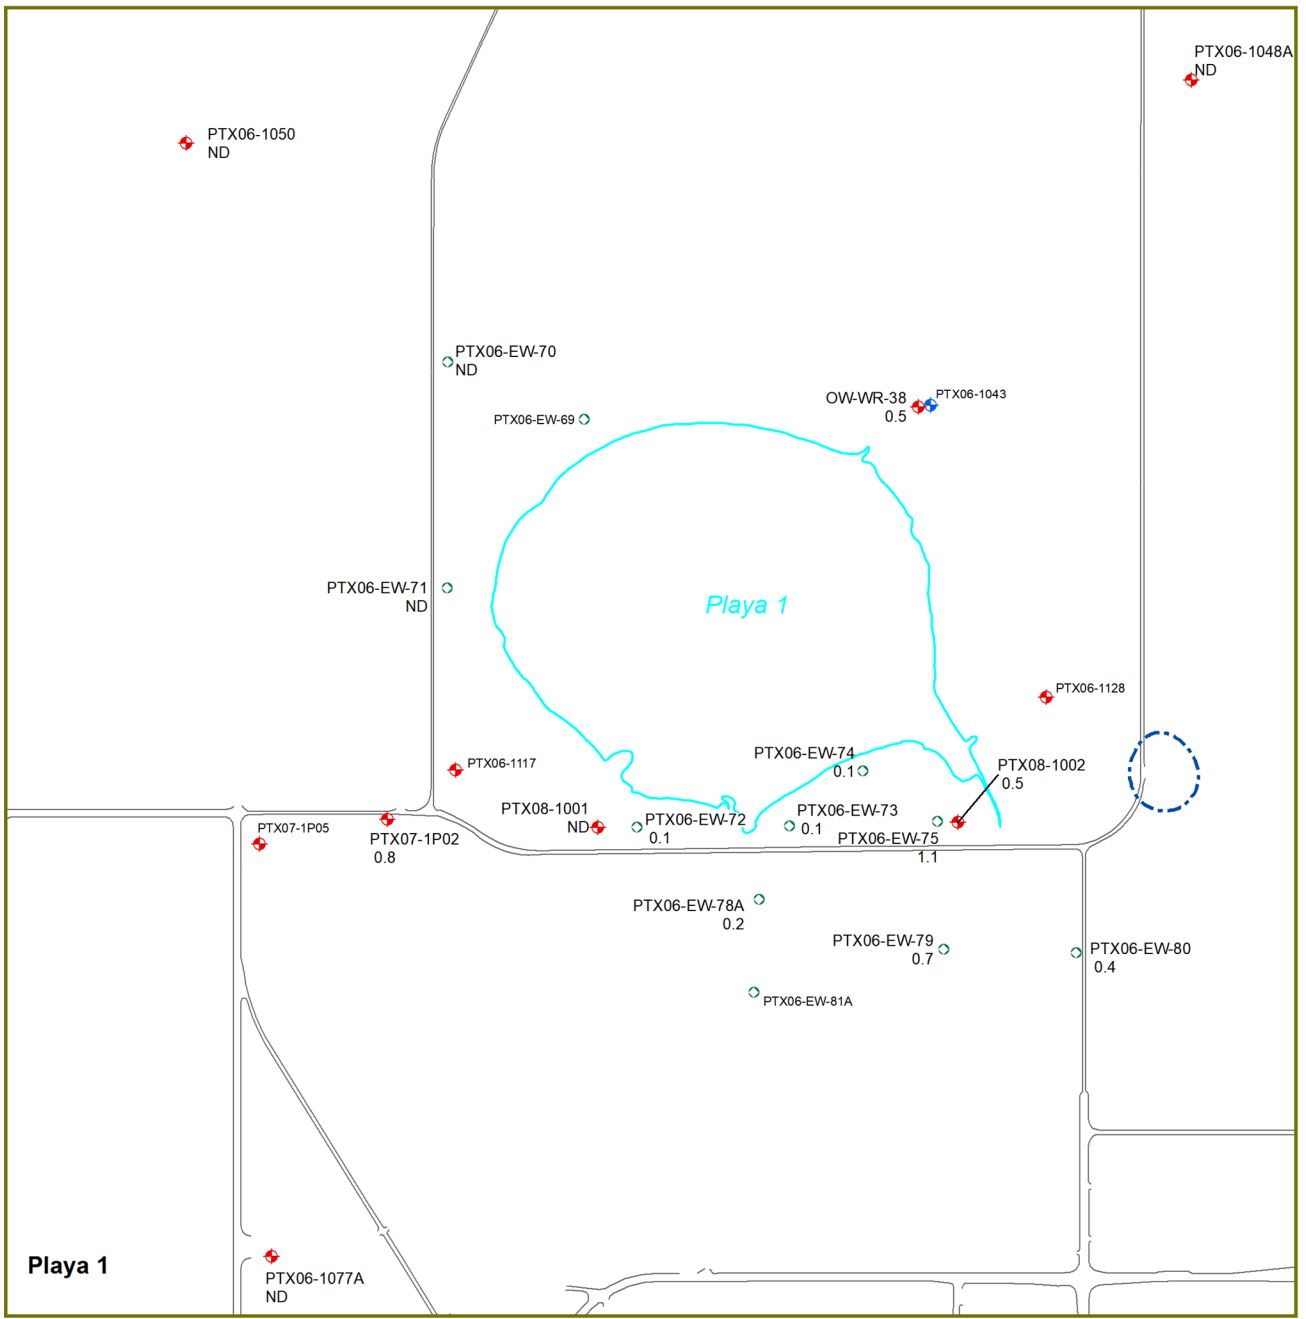 PTX06-1048A
ND
PTX06-1050
ND
PTX06-EW-70
ND
OW-WR-38
0.5
PTX06-1043
PTX06-EW-69
PTX06-EW-71
ND
Playa 1
PTX06-1128
PTX06-EW-74
0.1
PTX06-1117
PTX08-1002
0.5
PTX08-1001
ND
PTX06-EW-72
0.1
PTX06-EW-73
0.1
PTX07-1P05
PTX07-1P02
0.8
PTX06-EW-75
1.1
PTX06-EW-78A
0.2
PTX06-EW-79
0.7
PTX06-EW-80
0.4
PTX06-EW-81A
Playa 1
PTX06-1077A
ND